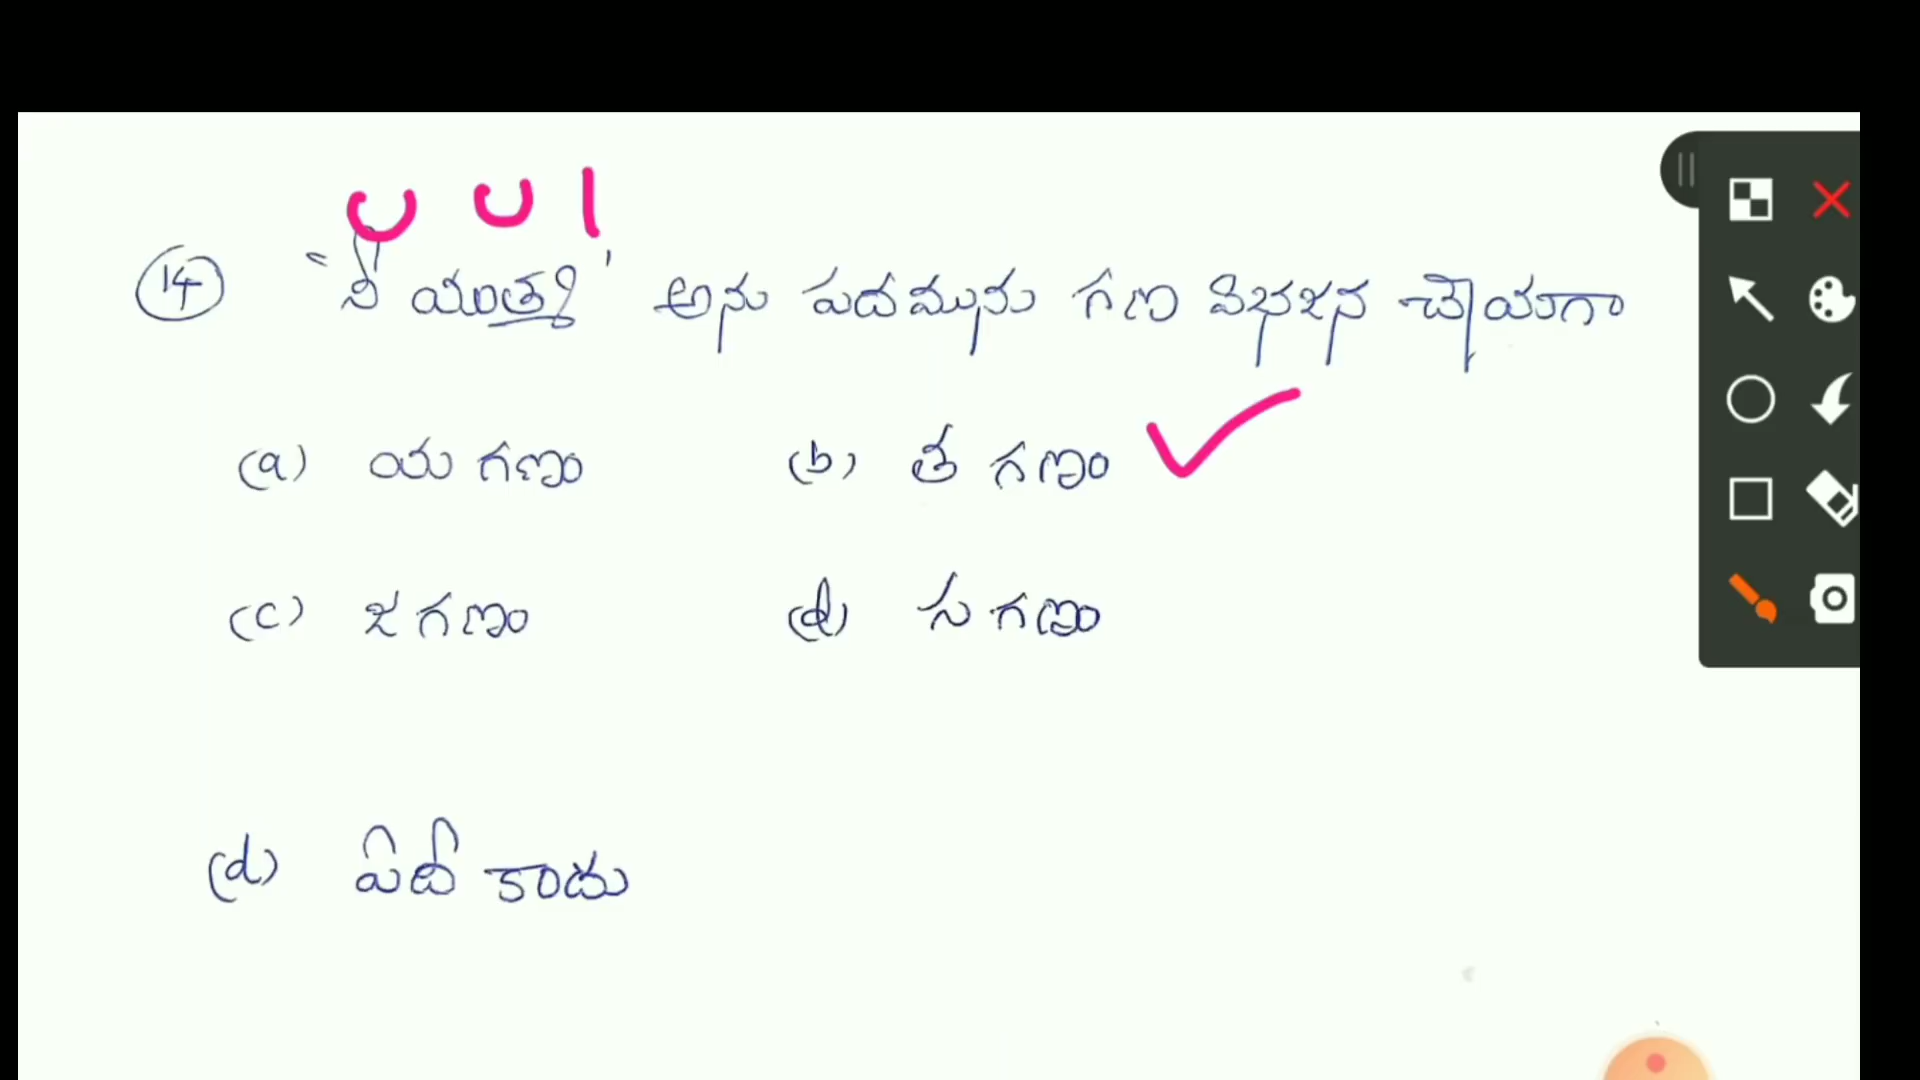 U U I
(14) "నీ యంత్ర' అను పదమును గణ విభజన చేయగా
(a) య గణం (b) త గణం
(c) జ గణం (d) స గణం
(d) ఏదీ కాదు